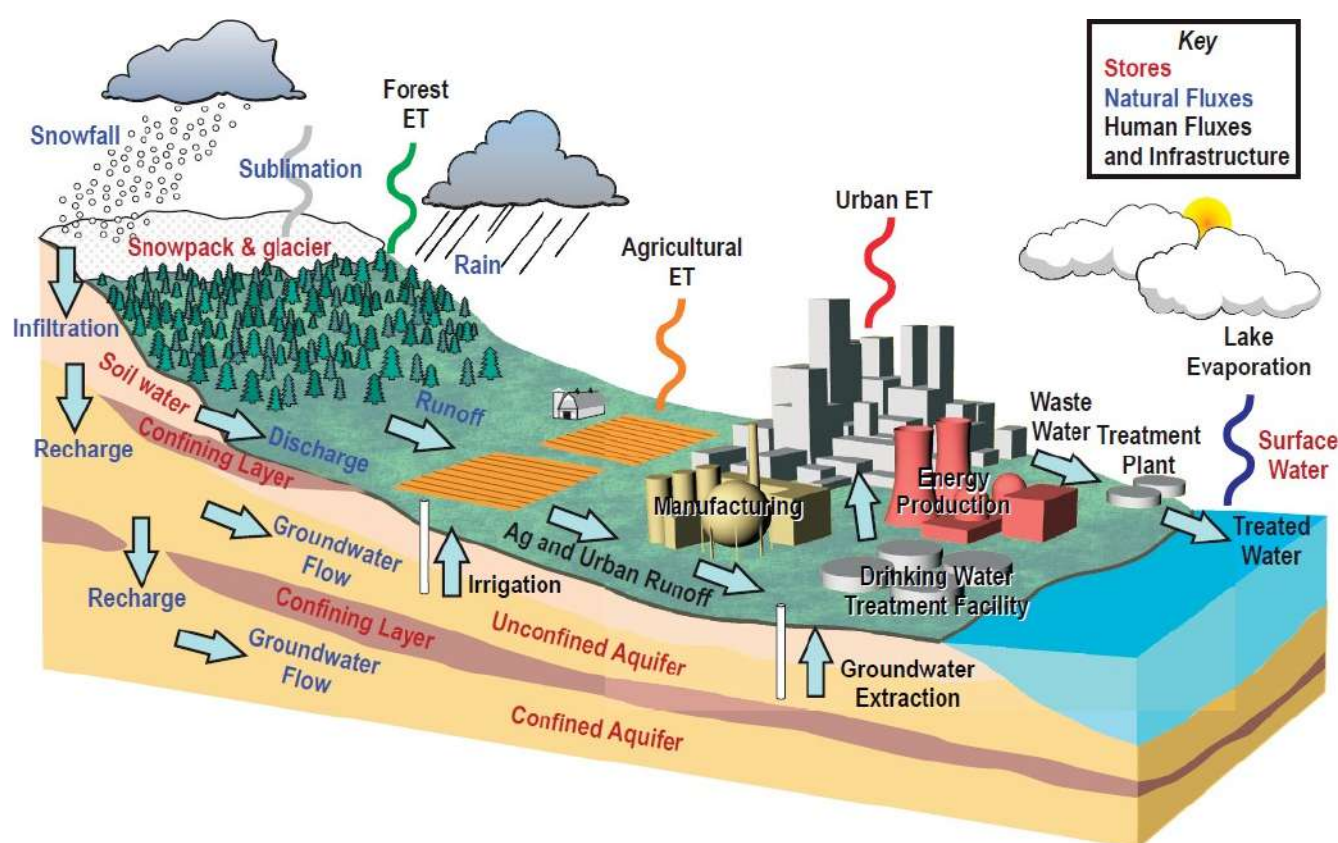 Key
Stores
Natural Fluxes
Human Fluxes
and Infrastructure
Snowfall
Sublimation
Forest
ET
Rain
Snowpack & glacier
Urban ET
Agricultural
ET
Lake
Evaporation
Infiltration
Soil water
Runoff
Recharge
Confining Layer
Discharge
Waste
Water
Treatment
Plant
Surface
Water
Manufacturing
Energy
Production
Treated
Water
Groundwater
Flow
Irrigation
Ag and Urban Runoff
Drinking Water
Treatment Facility
Recharge
Confining Layer
Unconfined Aquifer
Groundwater
Flow
Groundwater
Extraction
Confined Aquifer